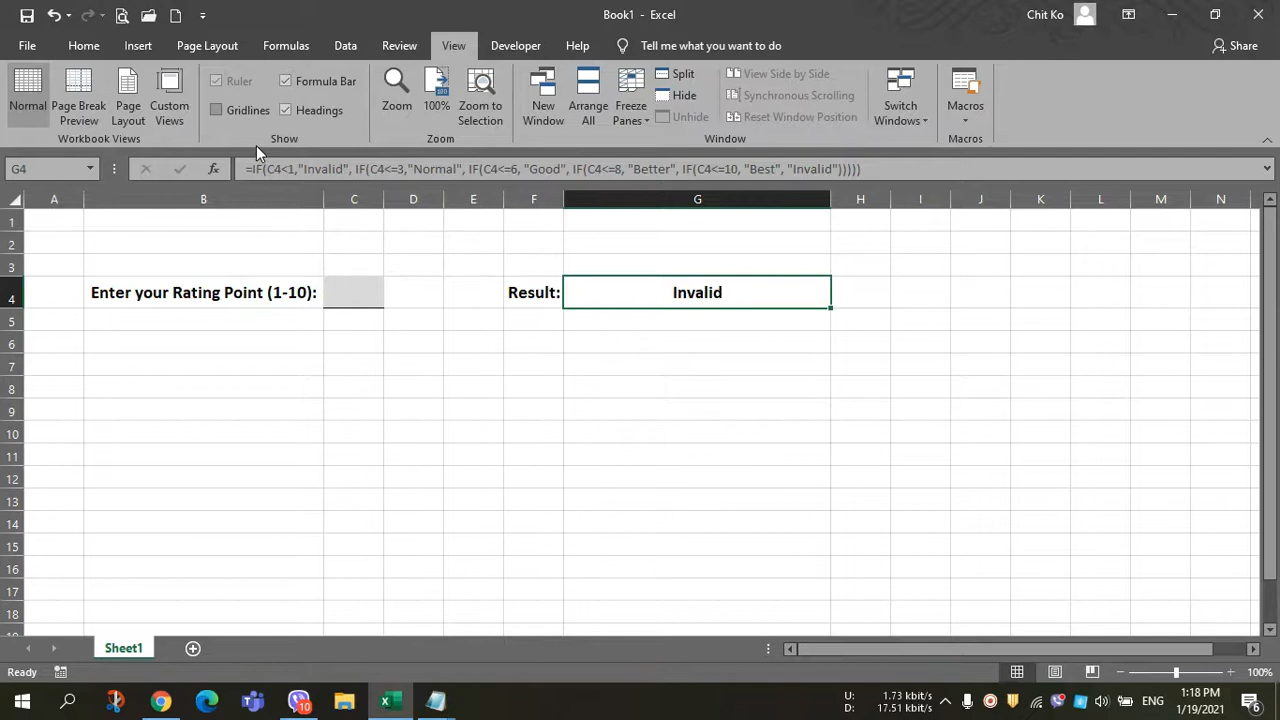 Book1 - Excel
Chit Ko
File Home Insert Page Layout Formulas Data Review View Developer Help Tell me what you want to do Share
Normal
Page Break Preview
Page Layout
Custom Views
Workbook Views
Ruler
Formula Bar
Gridlines
Headings
Show
Zoom
100%
Zoom to Selection
Zoom
New Window
Arrange All
Freeze Panes
Split
Hide
Unhide
View Side by Side
Synchronous Scrolling
Reset Window Position
Window
Switch Windows
Macros
Macros
G4 fx =IF(C4<1,"Invalid", IF(C4<=3,"Normal", IF(C4<=6, "Good", IF(C4<=8, "Better", IF(C4<=10, "Best", "Invalid")))))
A B C D E F G H I J K L M N
1
2
3
4 Enter your Rating Point (1-10): Result: Invalid
5
6
7
8
9
10
11
12
13
14
15
16
17
18
Sheet1
Ready 100%
U: 1.73 kbit/s
D: 17.51 kbit/s
ENG
1:18 PM
1/19/2021
10
6